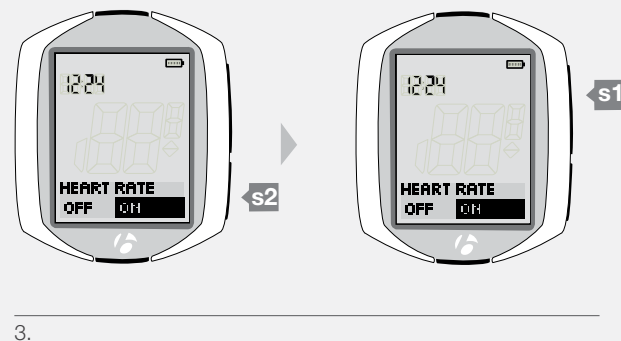 12:24
HEART RATE
OFF ON
s2
12:24
HEART RATE
OFF ON
s1
3.